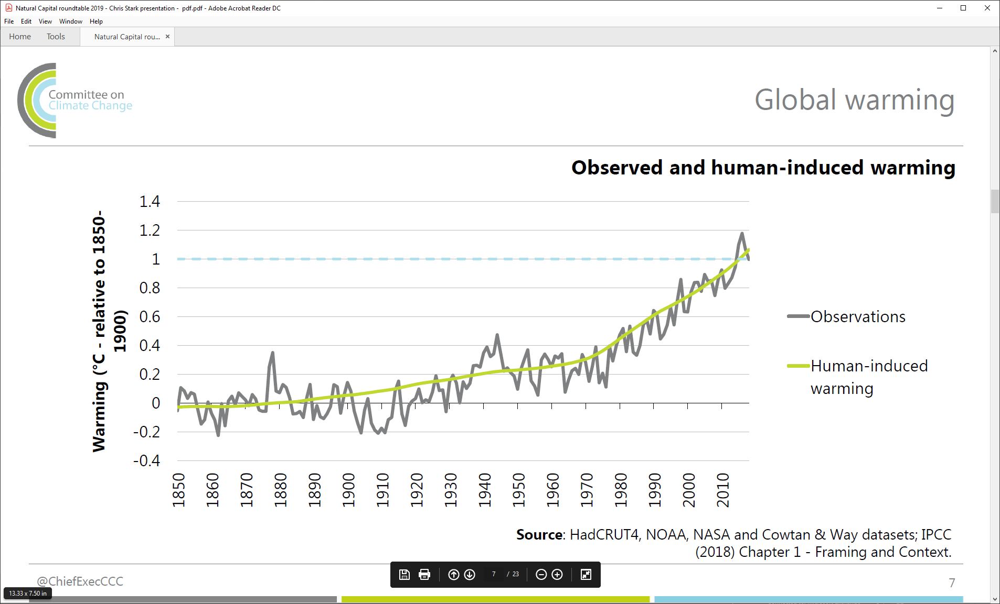 Natural Capital roundtable 2019 - Chris Stark presentation -  pdf.pdf - Adobe Acrobat Reader DC
File Edit View Window Help
Home Tools Natural Capital rou... ×
Committee on
Climate Change
Global warming
Observed and human-induced warming
Warming (°C - relative to 1850-
1900)
1.4
1.2
1
0.8
0.6
0.4
0.2
0
-0.2
-0.4
1850 1860 1870 1880 1890 1900 1910 1920 1930 1940 1950 1960 1970 1980 1990 2000 2010
Observations
Human-induced
warming
Source: HadCRUT4, NOAA, NASA and Cowtan & Way datasets; IPCC
(2018) Chapter 1 - Framing and Context.
@ChiefExecCCC
7 / 23
7
13.33 x 7.50 in